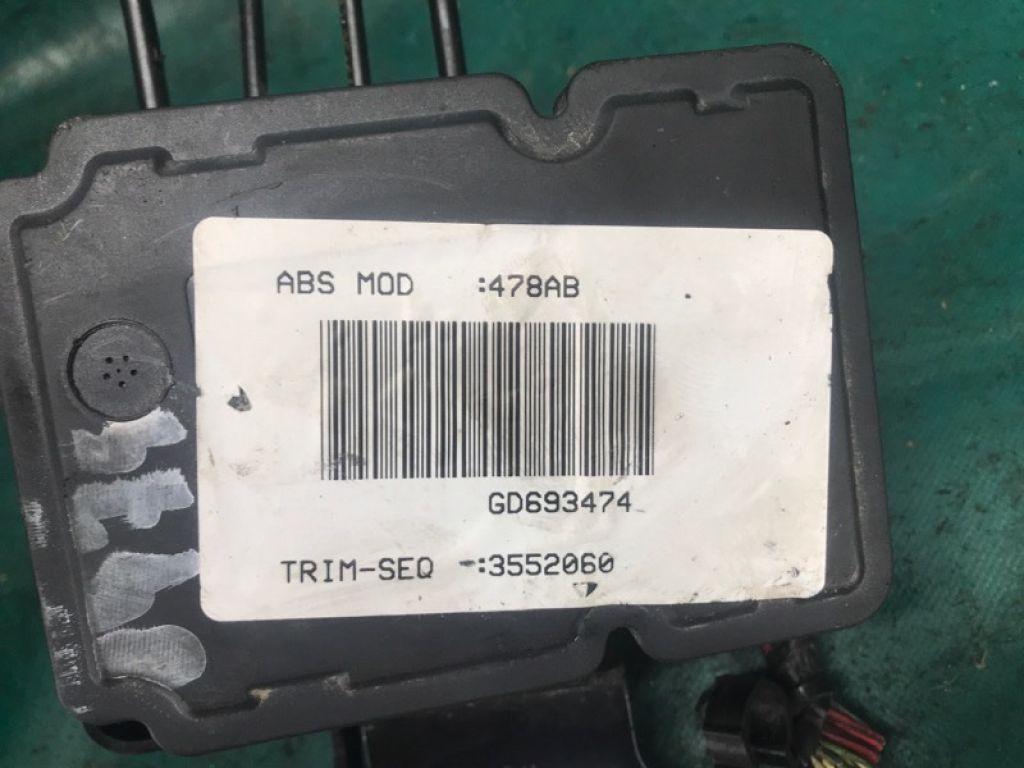 ABS MOD :478AB
GD693474
TRIM-SEQ :3552060